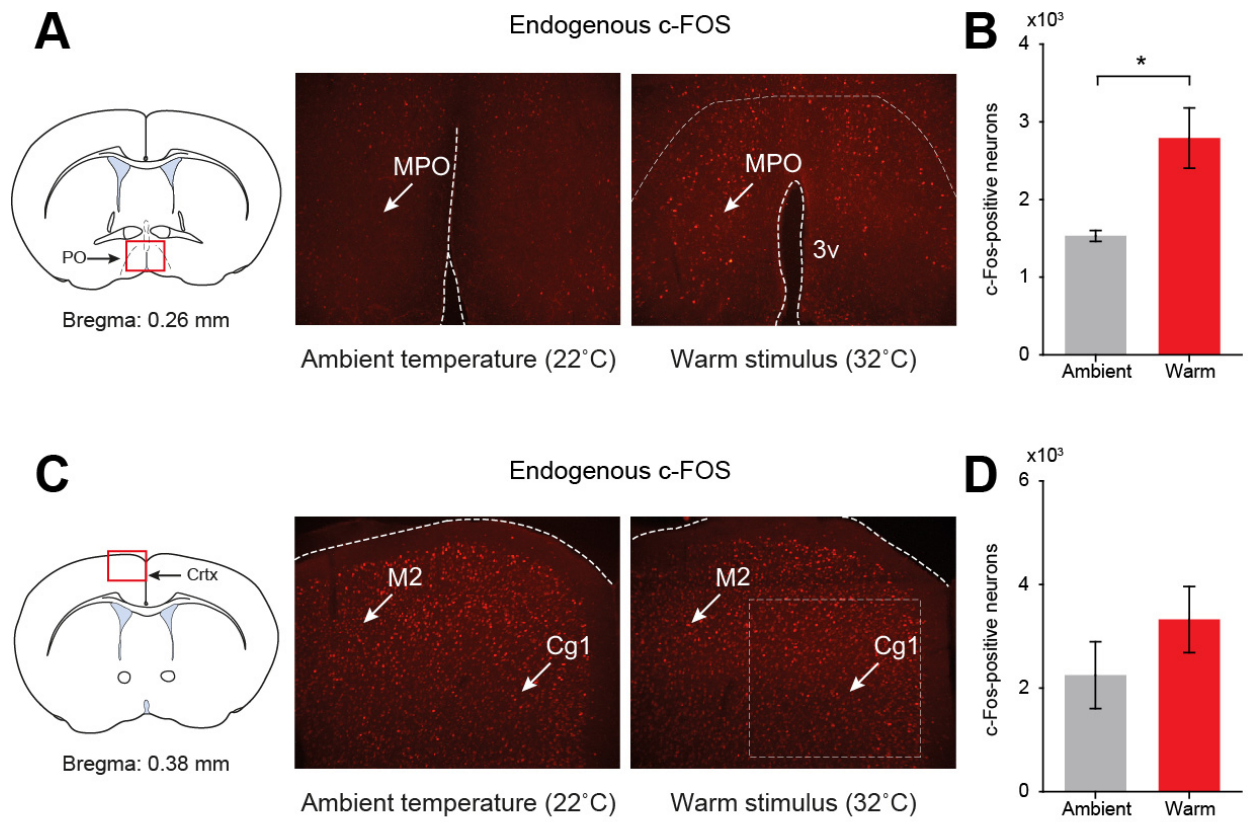 A
Endogenous c-FOS
PO
Bregma: 0.26 mm
MPO
MPO
3v
Ambient temperature (22˚C)
Warm stimulus (32˚C)
B
x10³
c-Fos-positive neurons
4
3
2
1
0
*
Ambient
Warm
C
Endogenous c-FOS
Crtx
Bregma: 0.38 mm
M2
Cg1
M2
Cg1
Ambient temperature (22˚C)
Warm stimulus (32˚C)
D
x10³
c-Fos-positive neurons
6
4
2
0
Ambient
Warm